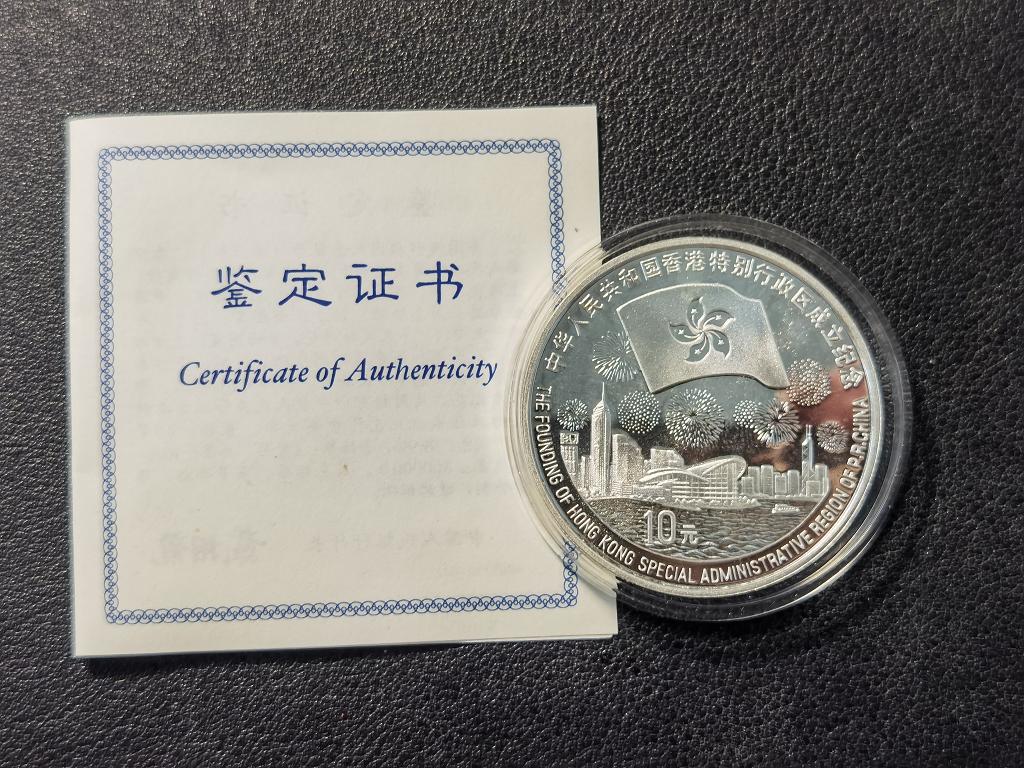 鉴定证书
Certificate of Authenticity
中华人民共和国香港特别行政区成立纪念
10元
THE FOUNDING OF HONG KONG SPECIAL ADMINISTRATIVE REGION OF P.R.CHINA